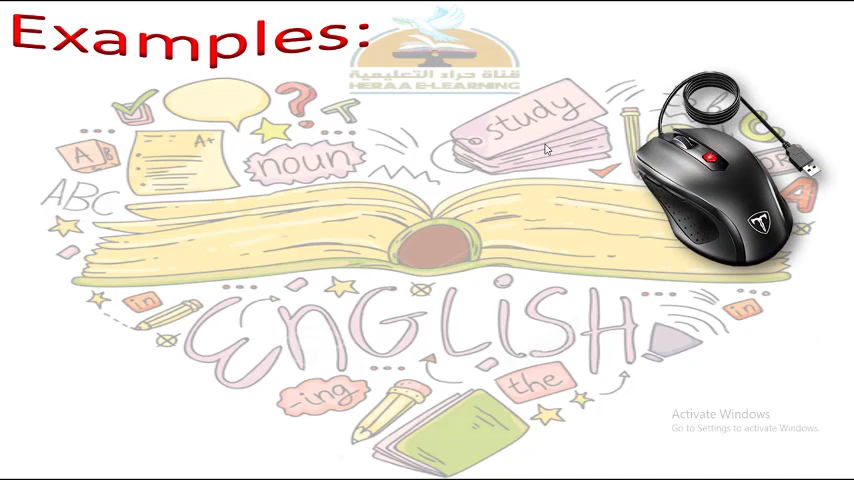 Examples:
قناة حراء التعليمية
HERAA E-LEARNING
study
A+
A B
noun
ABC
in
in
ENGLiSH
-ing
the
Activate Windows
Go to Settings to activate Windows.